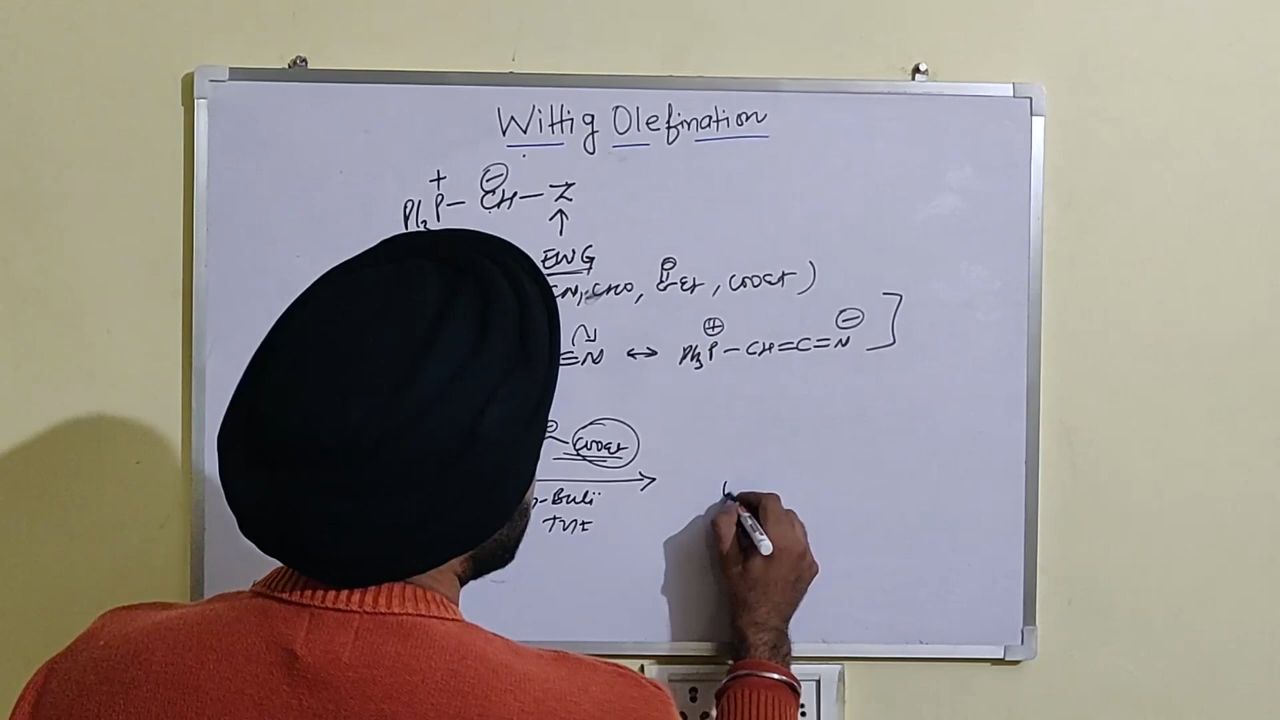 Wittig Olefination
+ ⊖
Ph3P – CH – Z
↑
EWG
CN, CHO, Et, COOEt )
≡N ↔ Ph3P⊕ – CH = C = N⊖ ]
⊖ COOEt
n-BuLi
THF